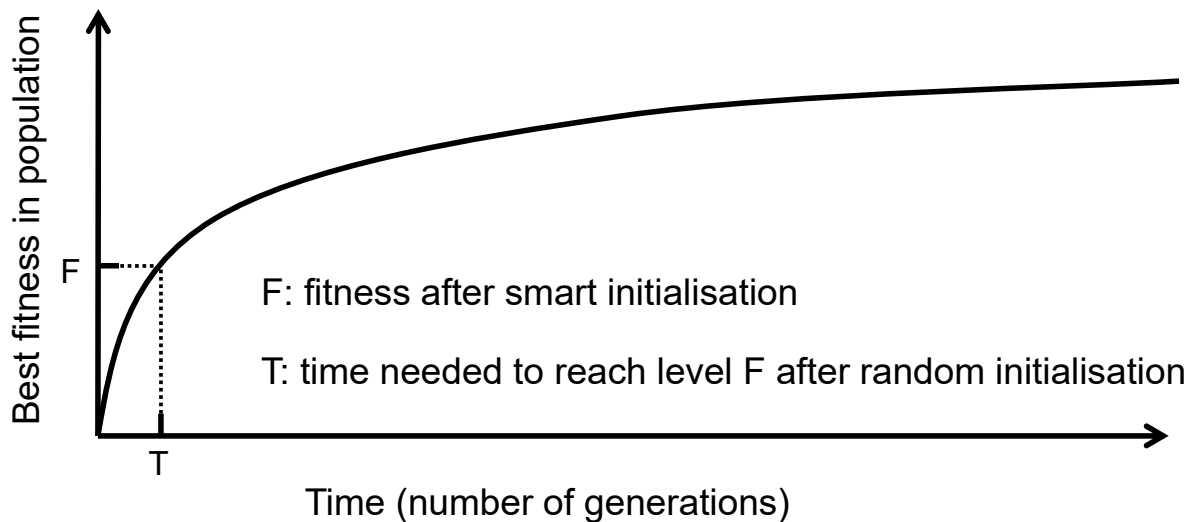 Best fitness in population
F
F: fitness after smart initialisation
T: time needed to reach level F after random initialisation
T
Time (number of generations)